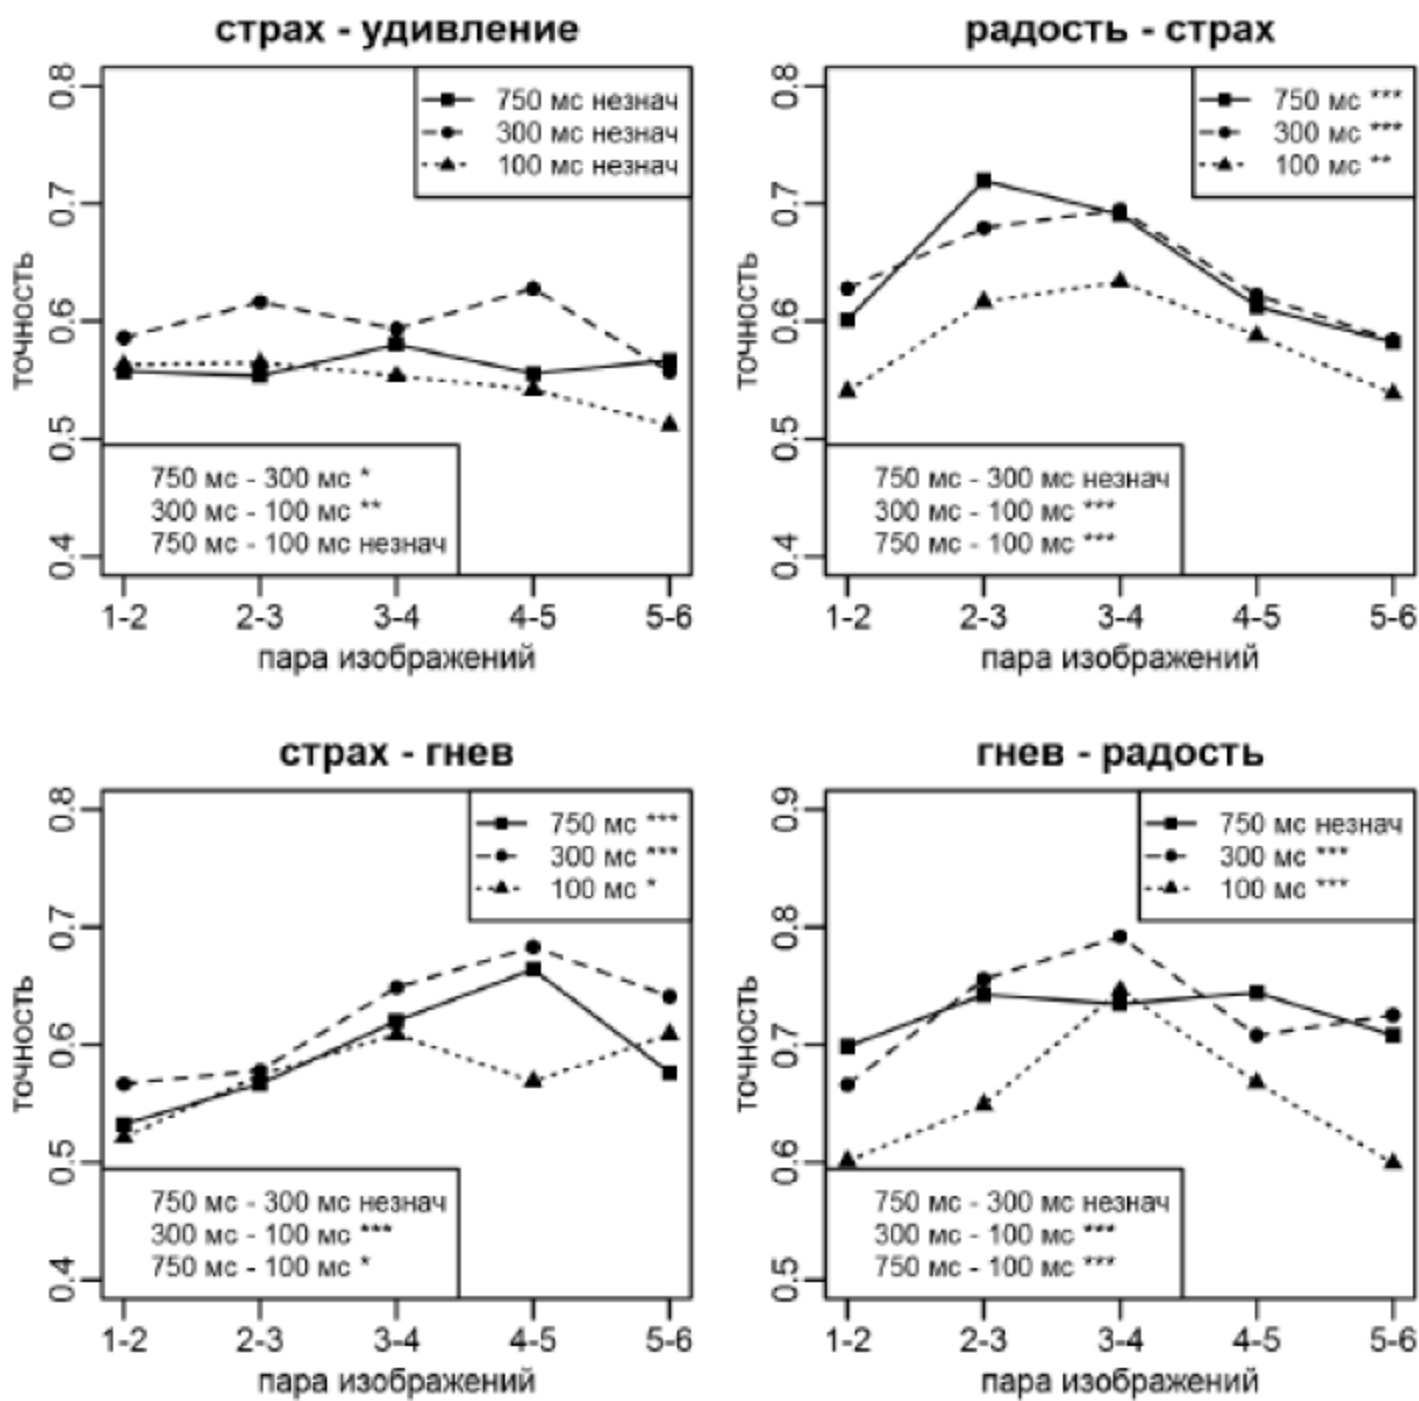 страх - удивление
0.8
0.7
0.6
0.5
0.4
точность
750 мс незнач
300 мс незнач
100 мс незнач
750 мс - 300 мс *
300 мс - 100 мс **
750 мс - 100 мс незнач
1-2 2-3 3-4 4-5 5-6
пара изображений
радость - страх
0.8
0.7
0.6
0.5
0.4
точность
750 мс ***
300 мс ***
100 мс **
750 мс - 300 мс незнач
300 мс - 100 мс ***
750 мс - 100 мс ***
1-2 2-3 3-4 4-5 5-6
пара изображений
страх - гнев
0.8
0.7
0.6
0.5
0.4
точность
750 мс ***
300 мс ***
100 мс *
750 мс - 300 мс незнач
300 мс - 100 мс ***
750 мс - 100 мс *
1-2 2-3 3-4 4-5 5-6
пара изображений
гнев - радость
0.9
0.8
0.7
0.6
0.5
точность
750 мс незнач
300 мс ***
100 мс ***
750 мс - 300 мс незнач
300 мс - 100 мс ***
750 мс - 100 мс ***
1-2 2-3 3-4 4-5 5-6
пара изображений